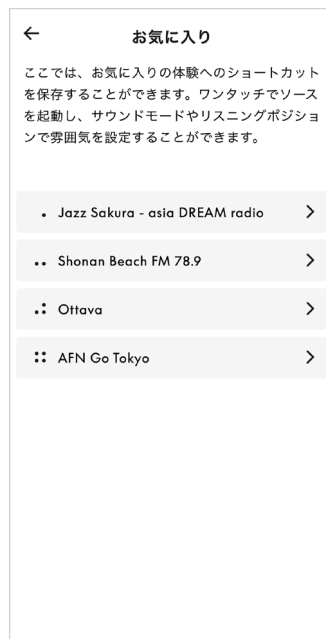 お気に入り
ここでは、お気に入りの体験へのショートカット
を保存することができます。ワンタッチでソース
を起動し、サウンドモードやリスニングポジショ
ンで雰囲気を設定することができます。
Jazz Sakura - asia DREAM radio
Shonan Beach FM 78.9
Ottava
AFN Go Tokyo